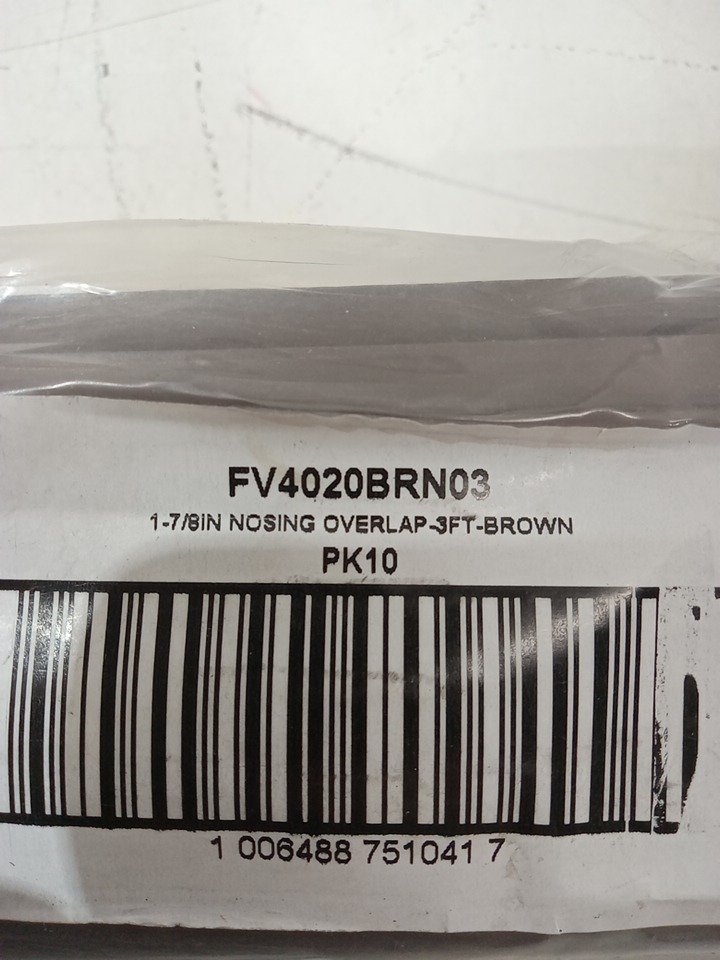 FV4020BRN03
1-7/8IN NOSING OVERLAP-3FT-BROWN
PK10
1 006488 751041 7